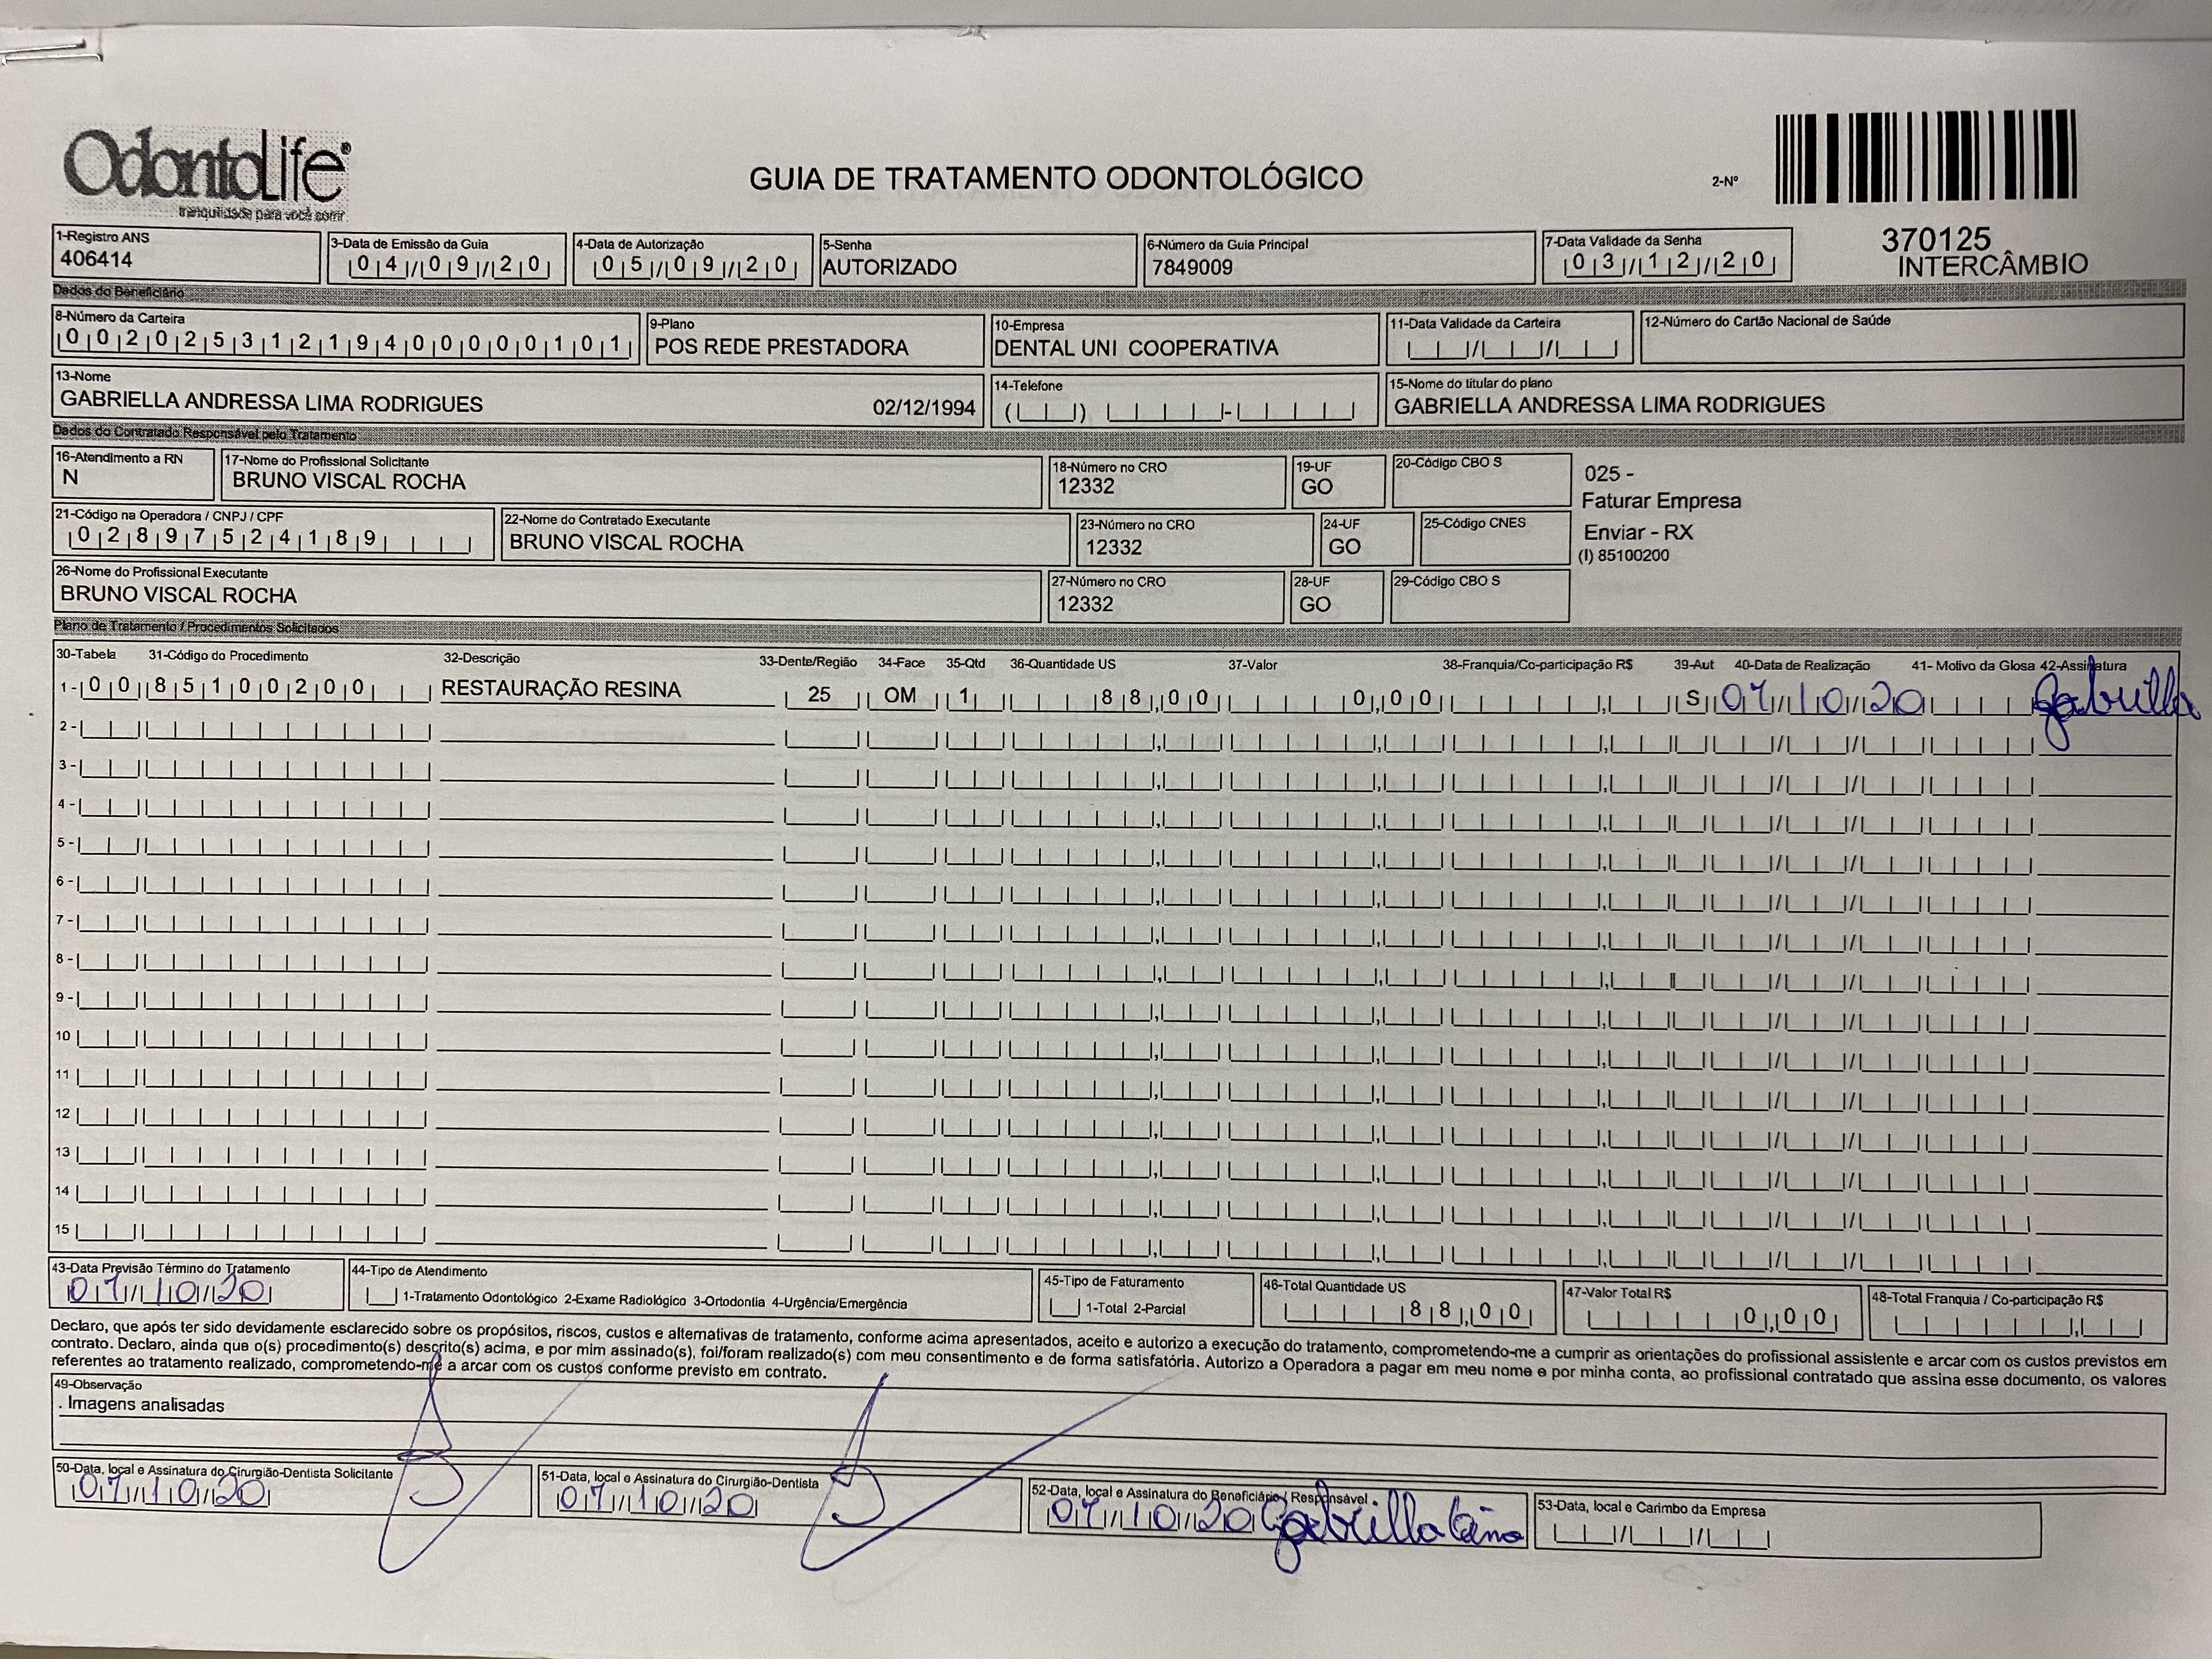 OdontoLife®
tranquilidade para você sorrir
GUIA DE TRATAMENTO ODONTOLÓGICO
2-Nº
370125
INTERCÂMBIO
1-Registro ANS
406414
3-Data de Emissão da Guia
04/09/20
4-Data de Autorização
05/09/20
5-Senha
AUTORIZADO
6-Número da Guia Principal
7849009
7-Data Validade da Senha
03/12/20
Dados do Beneficiário
8-Número da Carteira
00202531219400000101
9-Plano
POS REDE PRESTADORA
10-Empresa
DENTAL UNI COOPERATIVA
11-Data Validade da Carteira
12-Número do Cartão Nacional de Saúde
13-Nome
GABRIELLA ANDRESSA LIMA RODRIGUES 02/12/1994
14-Telefone
15-Nome do titular do plano
GABRIELLA ANDRESSA LIMA RODRIGUES
Dados do Contratado Responsável pelo Tratamento
16-Atendimento a RN
N
17-Nome do Profissional Solicitante
BRUNO VISCAL ROCHA
18-Número no CRO
12332
19-UF
GO
20-Código CBO S
025 -
Faturar Empresa
Enviar - RX
(I) 85100200
21-Código na Operadora / CNPJ / CPF
02897524189
22-Nome do Contratado Executante
BRUNO VISCAL ROCHA
23-Número no CRO
12332
24-UF
GO
25-Código CNES
26-Nome do Profissional Executante
BRUNO VISCAL ROCHA
27-Número no CRO
12332
28-UF
GO
29-Código CBO S
Plano de Tratamento / Procedimentos Solicitados
30-Tabela 31-Código do Procedimento 32-Descrição 33-Dente/Região 34-Face 35-Qtd 36-Quantidade US 37-Valor 38-Franquia/Co-participação R$ 39-Aut 40-Data de Realização 41- Motivo da Glosa 42-Assinatura
1- 00 85100200 RESTAURAÇÃO RESINA 25 OM 1 88,00 0,00 S 07/10/20 Gabriella
2-
3-
4-
5-
6-
7-
8-
9-
10
11
12
13
14
15
43-Data Previsão Término do Tratamento
07/10/20
44-Tipo de Atendimento
1-Tratamento Odontológico 2-Exame Radiológico 3-Ortodontia 4-Urgência/Emergência
45-Tipo de Faturamento
1-Total 2-Parcial
46-Total Quantidade US
88,00
47-Valor Total R$
0,00
48-Total Franquia / Co-participação R$
Declaro, que após ter sido devidamente esclarecido sobre os propósitos, riscos, custos e alternativas de tratamento, conforme acima apresentados, aceito e autorizo a execução do tratamento, comprometendo-me a cumprir as orientações do profissional assistente e arcar com os custos previstos em
contrato. Declaro, ainda que o(s) procedimento(s) descrito(s) acima, e por mim assinado(s), foi/foram realizado(s) com meu consentimento e de forma satisfatória. Autorizo a Operadora a pagar em meu nome e por minha conta, ao profissional contratado que assina esse documento, os valores
referentes ao tratamento realizado, comprometendo-me a arcar com os custos conforme previsto em contrato.
49-Observação
. Imagens analisadas
50-Data, local e Assinatura do Cirurgião-Dentista Solicitante
07/10/20
51-Data, local e Assinatura do Cirurgião-Dentista
07/10/20
52-Data, local e Assinatura do Beneficiário / Responsável
07/10/20 Gabriella Lima
53-Data, local e Carimbo da Empresa